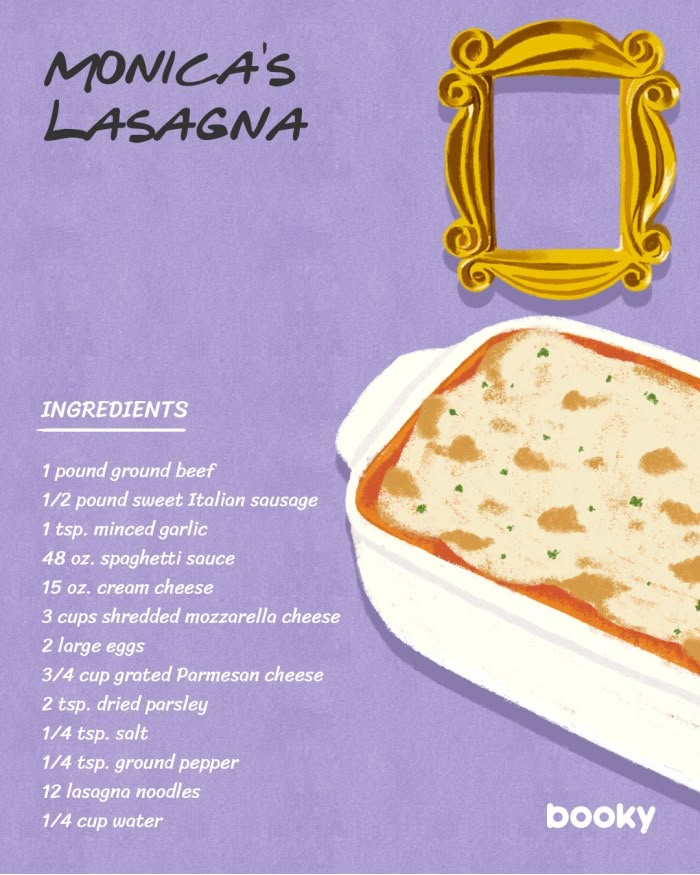 MONICA'S
LASAGNA
INGREDIENTS
1 pound ground beef
1/2 pound sweet Italian sausage
1 tsp. minced garlic
48 oz. spaghetti sauce
15 oz. cream cheese
3 cups shredded mozzarella cheese
2 large eggs
3/4 cup grated Parmesan cheese
2 tsp. dried parsley
1/4 tsp. salt
1/4 tsp. ground pepper
12 lasagna noodles
1/4 cup water
booky